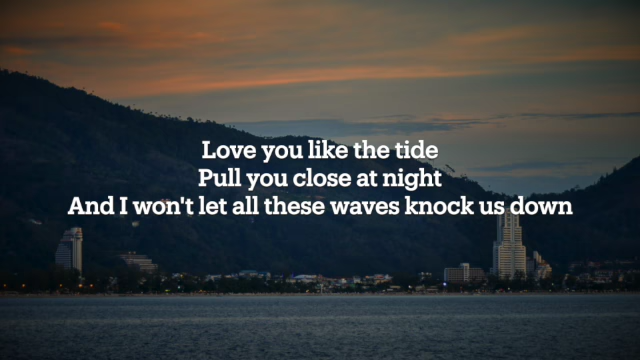 Love you like the tide
Pull you close at night
And I won't let all these waves knock us down